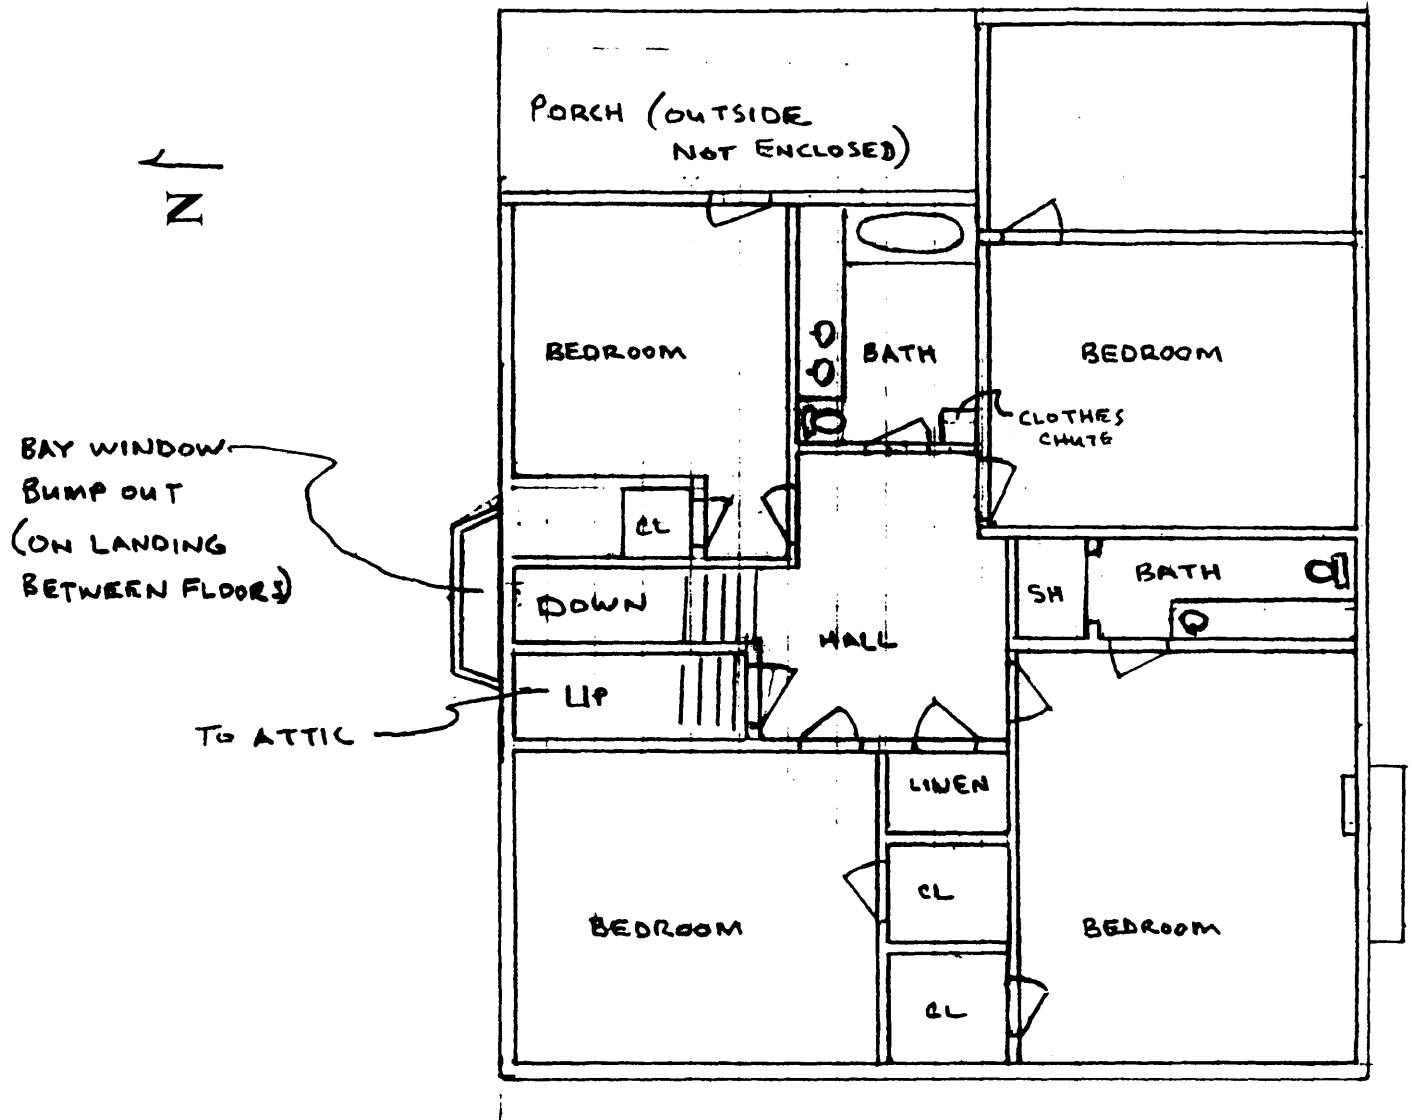 PORCH (OUTSIDE
NOT ENCLOSED)
N
BEDROOM
BATH
BEDROOM
CLOTHES
CHUTE
BAY WINDOW
BUMP OUT
(ON LANDING
BETWEEN FLOORS)
CL
DOWN
HALL
SH
BATH
UP
TO ATTIC
LINEN
CL
BEDROOM
BEDROOM
CL